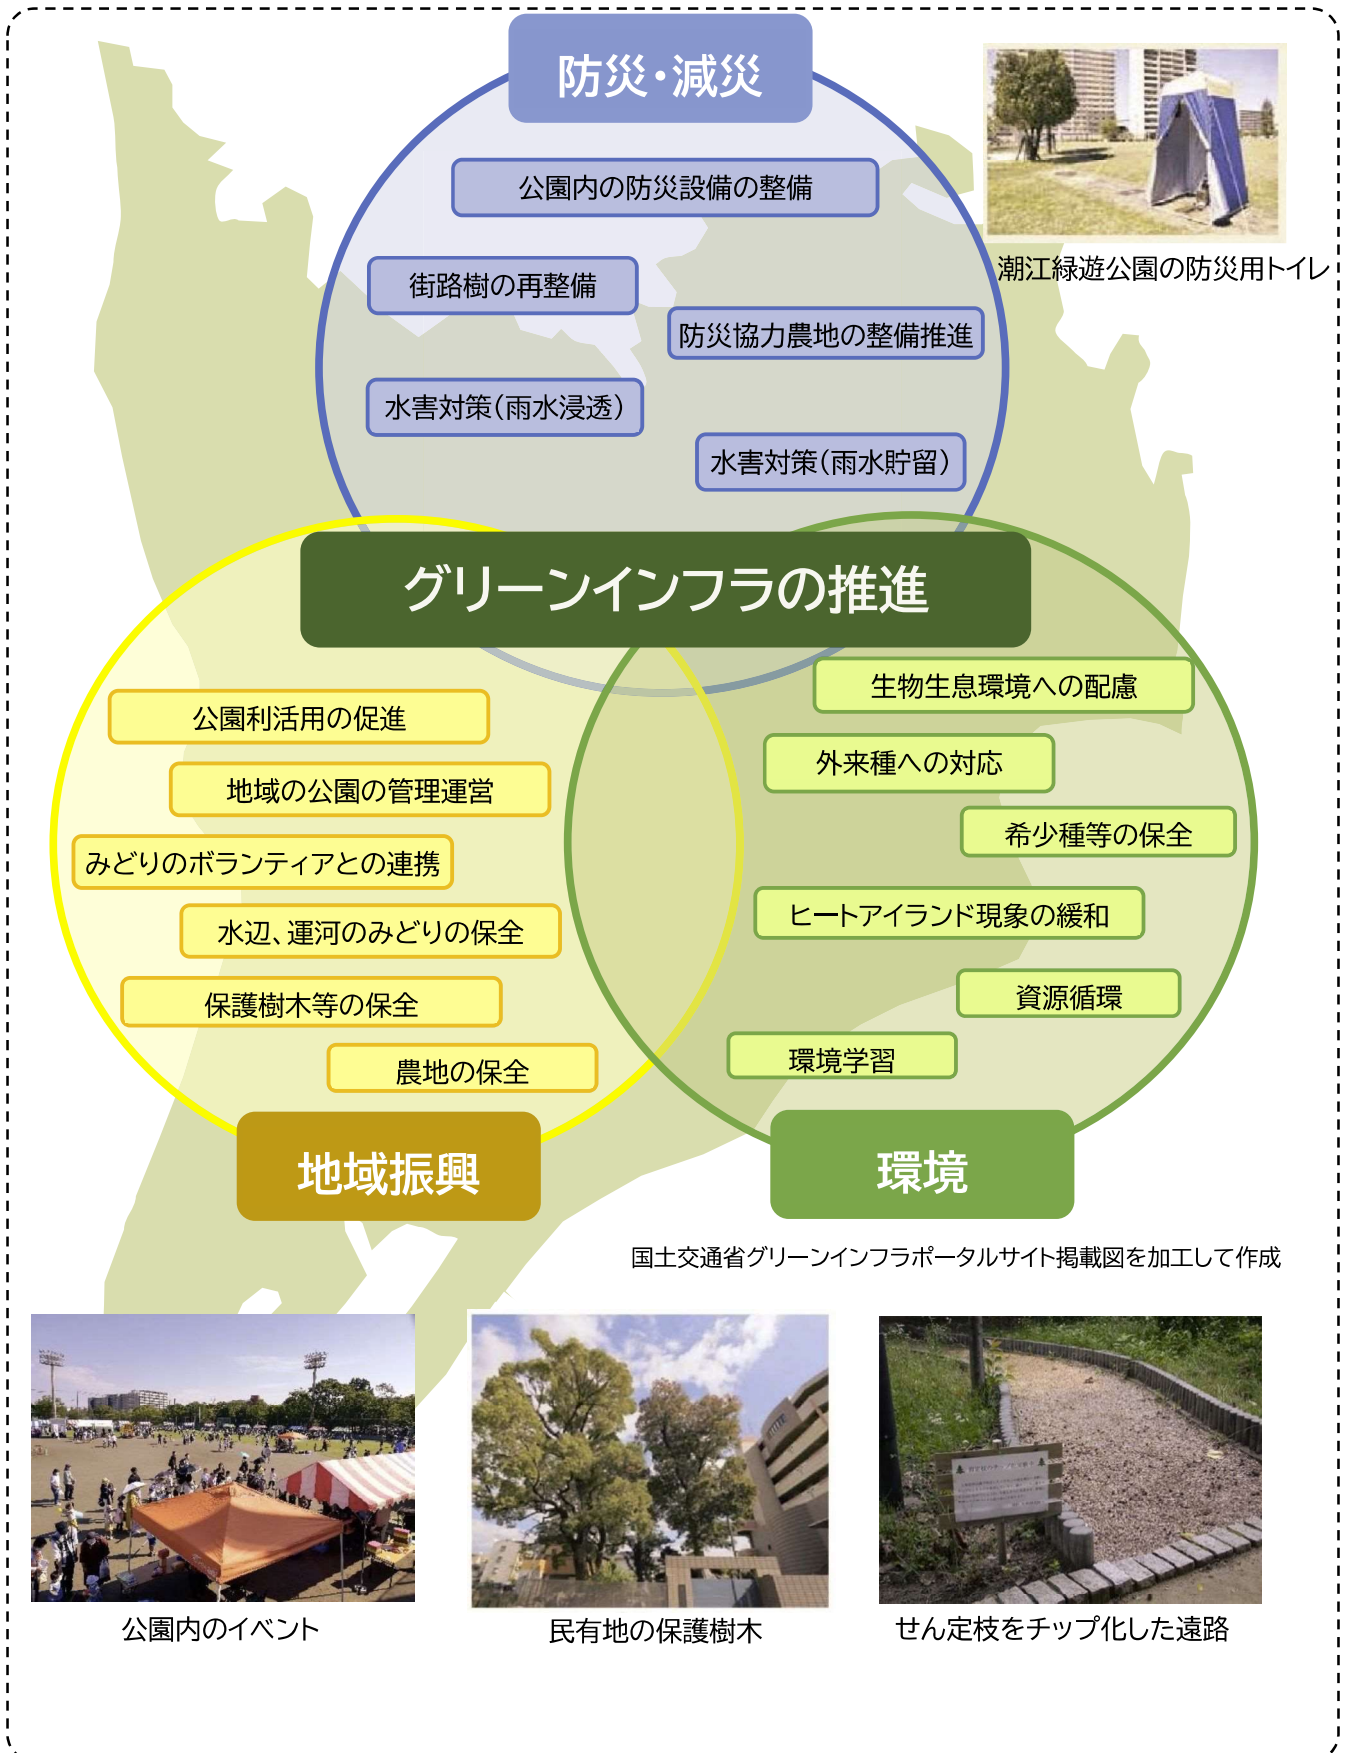 防災・減災
公園内の防災設備の整備
街路樹の再整備
防災協力農地の整備推進
水害対策（雨水浸透）
水害対策（雨水貯留）
潮江緑遊公園の防災用トイレ
グリーンインフラの推進
公園利活用の促進
地域の公園の管理運営
みどりのボランティアとの連携
水辺、運河のみどりの保全
保護樹木等の保全
農地の保全
地域振興
生物生息環境への配慮
外来種への対応
希少種等の保全
ヒートアイランド現象の緩和
資源循環
環境学習
環境
国土交通省グリーンインフラポータルサイト掲載図を加工して作成
公園内のイベント
民有地の保護樹木
せん定枝をチップ化した遠路